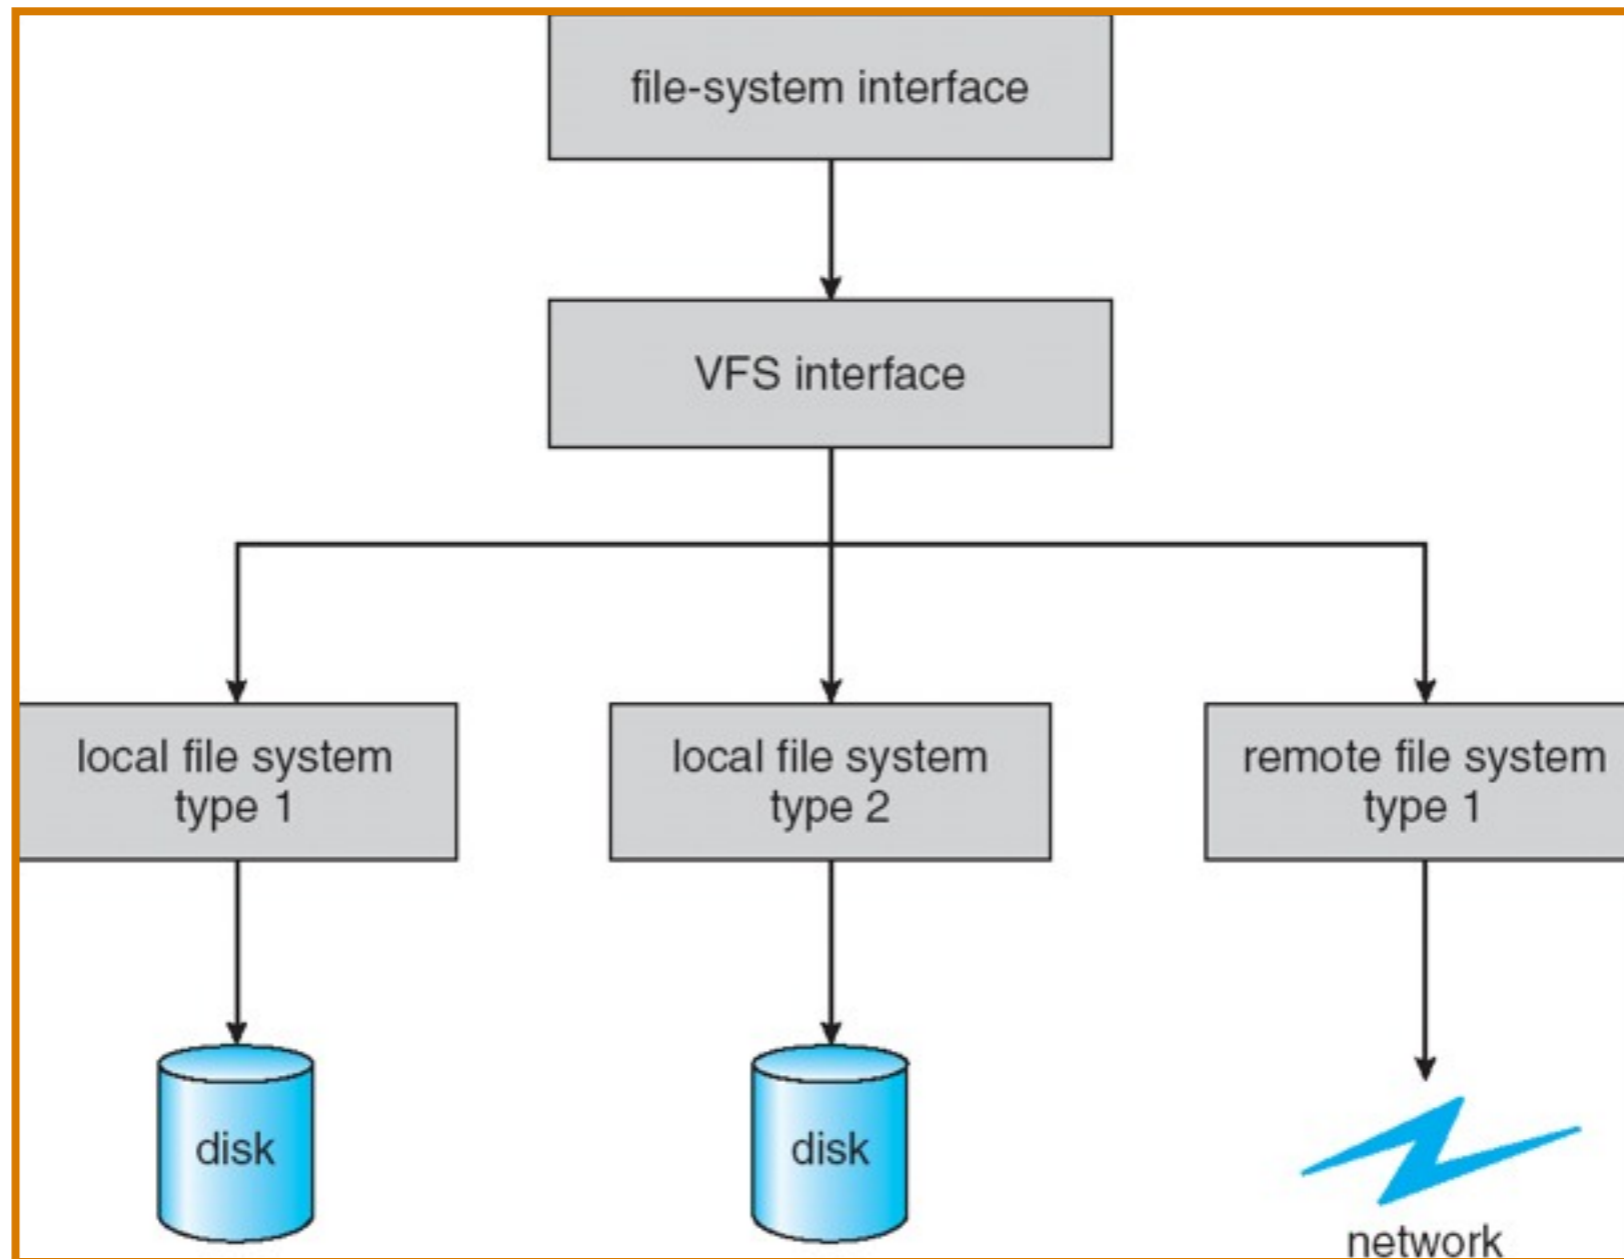 file-system interface
VFS interface
local file system
type 1
local file system
type 2
remote file system
type 1
disk
disk
network